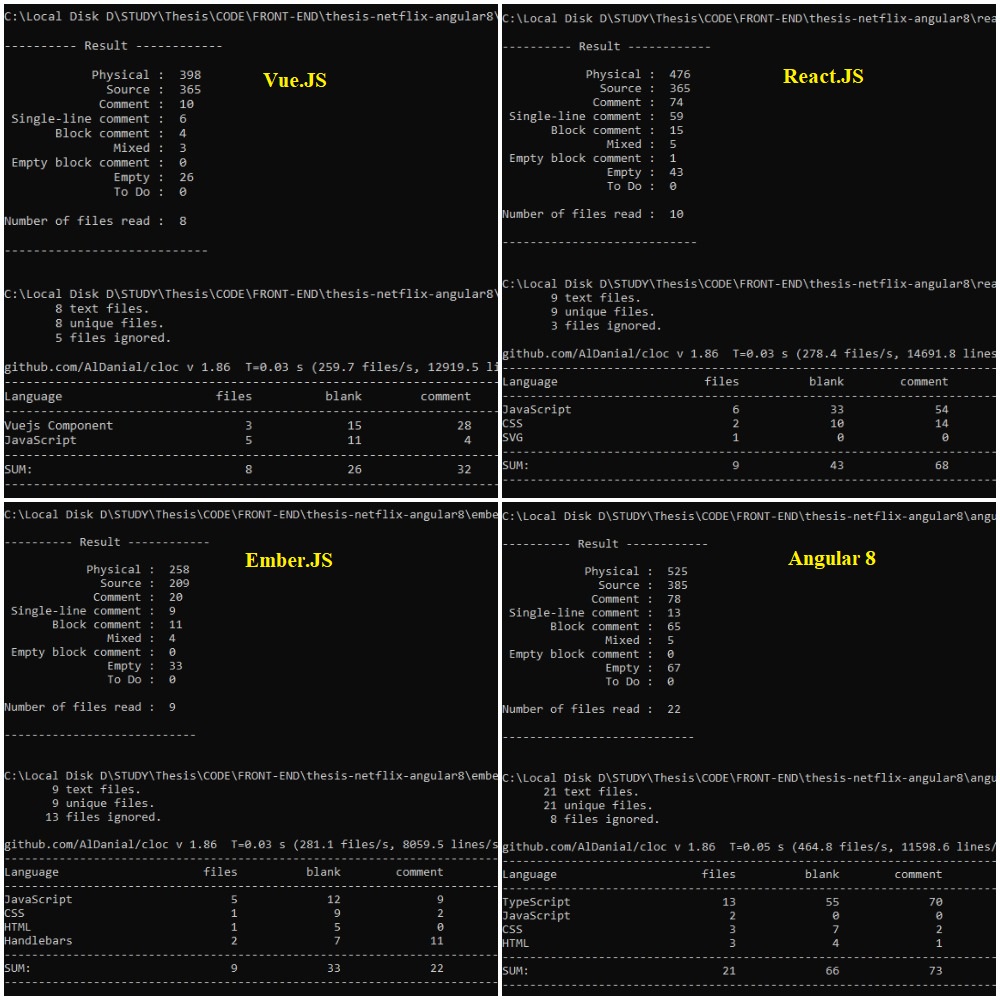 C:\Local Disk D\STUDY\Thesis\CODE\FRONT-END\thesis-netflix-angular8\
---------- Result ------------
Vue.JS
Physical : 398
Source : 365
Comment : 10
Single-line comment : 6
Block comment : 4
Mixed : 3
Empty block comment : 0
Empty : 26
To Do : 0
Number of files read : 8
----------------------------
C:\Local Disk D\STUDY\Thesis\CODE\FRONT-END\thesis-netflix-angular8\
8 text files.
8 unique files.
5 files ignored.
github.com/AlDanial/cloc v 1.86 T=0.03 s (259.7 files/s, 12919.5 li
Language files blank comment
Vuejs Component 3 15 28
JavaScript 5 11 4
SUM: 8 26 32
C:\Local Disk D\STUDY\Thesis\CODE\FRONT-END\thesis-netflix-angular8\rea
---------- Result ------------
React.JS
Physical : 476
Source : 365
Comment : 74
Single-line comment : 59
Block comment : 15
Mixed : 5
Empty block comment : 1
Empty : 43
To Do : 0
Number of files read : 10
----------------------------
C:\Local Disk D\STUDY\Thesis\CODE\FRONT-END\thesis-netflix-angular8\rea
9 text files.
9 unique files.
3 files ignored.
github.com/AlDanial/cloc v 1.86 T=0.03 s (278.4 files/s, 14691.8 lines
Language files blank comment
JavaScript 6 33 54
CSS 2 10 14
SVG 1 0 0
SUM: 9 43 68
C:\Local Disk D\STUDY\Thesis\CODE\FRONT-END\thesis-netflix-angular8\embe
---------- Result ------------
Ember.JS
Physical : 258
Source : 209
Comment : 20
Single-line comment : 9
Block comment : 11
Mixed : 4
Empty block comment : 0
Empty : 33
To Do : 0
Number of files read : 9
----------------------------
C:\Local Disk D\STUDY\Thesis\CODE\FRONT-END\thesis-netflix-angular8\embe
9 text files.
9 unique files.
13 files ignored.
github.com/AlDanial/cloc v 1.86 T=0.03 s (281.1 files/s, 8059.5 lines/s
Language files blank comment
JavaScript 5 12 9
CSS 1 9 2
HTML 1 5 0
Handlebars 2 7 11
SUM: 9 33 22
C:\Local Disk D\STUDY\Thesis\CODE\FRONT-END\thesis-netflix-angular8\angu
---------- Result ------------
Angular 8
Physical : 525
Source : 385
Comment : 78
Single-line comment : 13
Block comment : 65
Mixed : 5
Empty block comment : 0
Empty : 67
To Do : 0
Number of files read : 22
----------------------------
C:\Local Disk D\STUDY\Thesis\CODE\FRONT-END\thesis-netflix-angular8\angu
21 text files.
21 unique files.
8 files ignored.
github.com/AlDanial/cloc v 1.86 T=0.05 s (464.8 files/s, 11598.6 lines/
Language files blank comment
TypeScript 13 55 70
JavaScript 2 0 0
CSS 3 7 2
HTML 3 4 1
SUM: 21 66 73